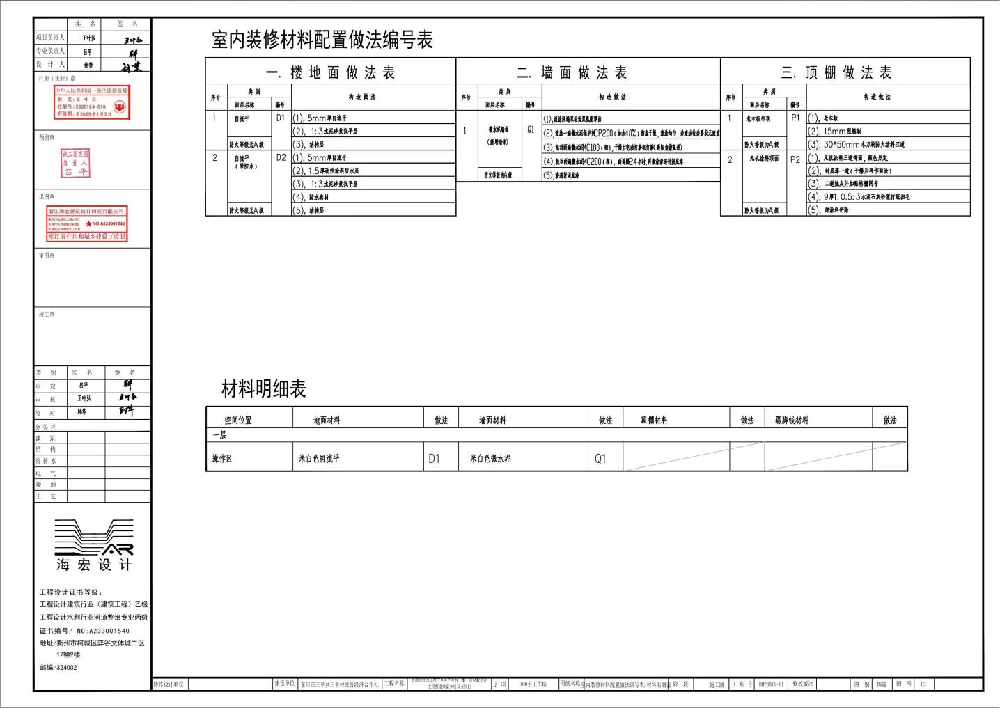 实 名 签 名
项目负责人 王叶弘
专业负责人 吕平
设 计 人 胡荣
注册（执业）章
中华人民共和国一级注册建筑师
姓 名:王 叶 弘
注册号:3300154-010
有效期:至2025年1月2日
预留章
施工图发图
负 责 人
吕 平
出图章
浙江海宏建筑设计研究有限公司
NO:A233001540
浙江省住房和城乡建设厅监制
审图章
竣工章
类 别 实 名 签 名
审 定 吕平
审 核 王叶弘
校 对 邱华
会签栏
建 筑
结 构
给排水
电 气
暖 通
工 艺
AR
海宏设计
工程设计证书等级：
工程设计建筑行业（建筑工程）乙级
工程设计水利行业河道整治专业丙级
证书编号/ NO:A233001540
地址/衢州市柯城区弈谷文体城二区
17幢9楼
邮编/324002
室内装修材料配置做法编号表
一. 楼地面做法表
序号 类别 构造做法
面层名称 编号
1 自流平 D1 (1), 5mm厚自流平
(2), 1:3水泥砂浆找平层
防火等级为A级 (3), 结构层
2 自流平 D2 (1), 5mm厚自流平
（带防水） (2), 1.5厚改性涂料防水层
(3), 1:3水泥砂浆找平层
(4), 防水卷材
防火等级为A级 (5), 结构层
二. 墙面做法表
序号 类别 构造做法
面层名称 编号
1 微水泥墙面 Q1 (1),滚涂两遍双组份聚氨酯罩面
（新增墙体） (2),滚涂一遍微水泥保护剂CP200（加水40%）彻底干燥，滚涂均匀，
(3),批刮两遍微水泥MC100（细），干燥后电动打磨机打磨
(4),批刮两遍微水泥MC200（粗），两遍隔24小时,再滚涂渗透封闭底漆
防火等级为A级 (5),渗透封闭底漆
三. 顶棚做法表
序号 类别 构造做法
面层名称 编号
1 老木板吊顶 P1 (1), 老木板
(2), 15mm阻燃板
防火等级为A级 (3), 30*50mm木方刷防火涂料三道
2 无机涂料顶面 P2 (1), 无机涂料三道饰面，颜色另定
(2), 封底漆一道（干燥后再作面涂）
(3), 二道批灰并加贴格栅网布
(4), 9厚1:0.5:3水泥石灰砂浆打底扫毛
防火等级为A级 (5), 原涂料铲除
材料明细表
空间位置 地面材料 做法 墙面材料 做法 顶棚材料 做法 踢脚线材料 做法
一层
操作区 米白色自流平 D1 米白色微水泥 Q1
协作设计单位 建设单位 东阳市三单乡三单村股份经济合作社 工程名称 子 项 10#手工作坊 图纸名称 室内装修材料配置做法编号表/材料明细表 阶 段 施工图 工 程 号 HH23011-11 修改版次 图 别 饰施 图 号 03